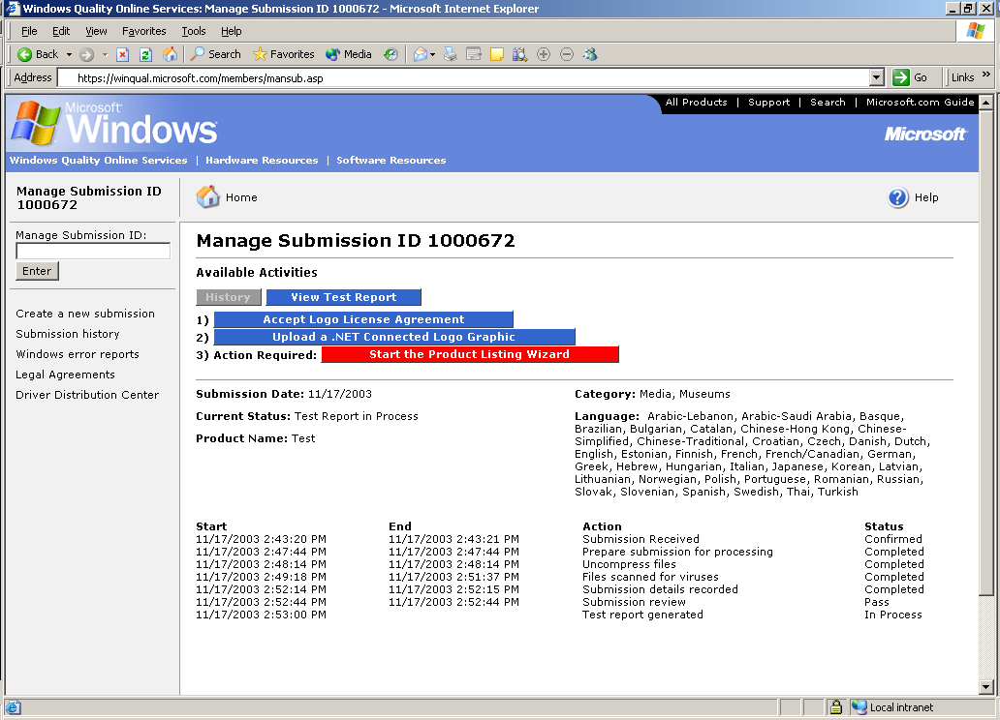 Windows Quality Online Services: Manage Submission ID 1000672 - Microsoft Internet Explorer
File Edit View Favorites Tools Help
Back Search Favorites Media
Address https://winqual.microsoft.com/members/mansub.asp Go Links »
All Products | Support | Search | Microsoft.com Guide
Microsoft
Windows
Microsoft
Windows Quality Online Services | Hardware Resources | Software Resources
Manage Submission ID
1000672
Home
Help
Manage Submission ID:
Enter
Create a new submission
Submission history
Windows error reports
Legal Agreements
Driver Distribution Center
Manage Submission ID 1000672
Available Activities
History View Test Report
1) Accept Logo License Agreement
2) Upload a .NET Connected Logo Graphic
3) Action Required: Start the Product Listing Wizard
Submission Date: 11/17/2003
Current Status: Test Report in Process
Product Name: Test
Category: Media, Museums
Language: Arabic-Lebanon, Arabic-Saudi Arabia, Basque,
Brazilian, Bulgarian, Catalan, Chinese-Hong Kong, Chinese-
Simplified, Chinese-Traditional, Croatian, Czech, Danish, Dutch,
English, Estonian, Finnish, French, French/Canadian, German,
Greek, Hebrew, Hungarian, Italian, Japanese, Korean, Latvian,
Lithuanian, Norwegian, Polish, Portuguese, Romanian, Russian,
Slovak, Slovenian, Spanish, Swedish, Thai, Turkish
Start End Action Status
11/17/2003 2:43:20 PM 11/17/2003 2:43:21 PM Submission Received Confirmed
11/17/2003 2:47:44 PM 11/17/2003 2:47:44 PM Prepare submission for processing Completed
11/17/2003 2:48:14 PM 11/17/2003 2:48:14 PM Uncompress files Completed
11/17/2003 2:49:18 PM 11/17/2003 2:51:37 PM Files scanned for viruses Completed
11/17/2003 2:52:14 PM 11/17/2003 2:52:15 PM Submission details recorded Completed
11/17/2003 2:52:44 PM 11/17/2003 2:52:44 PM Submission review Pass
11/17/2003 2:53:00 PM Test report generated In Process
Local intranet